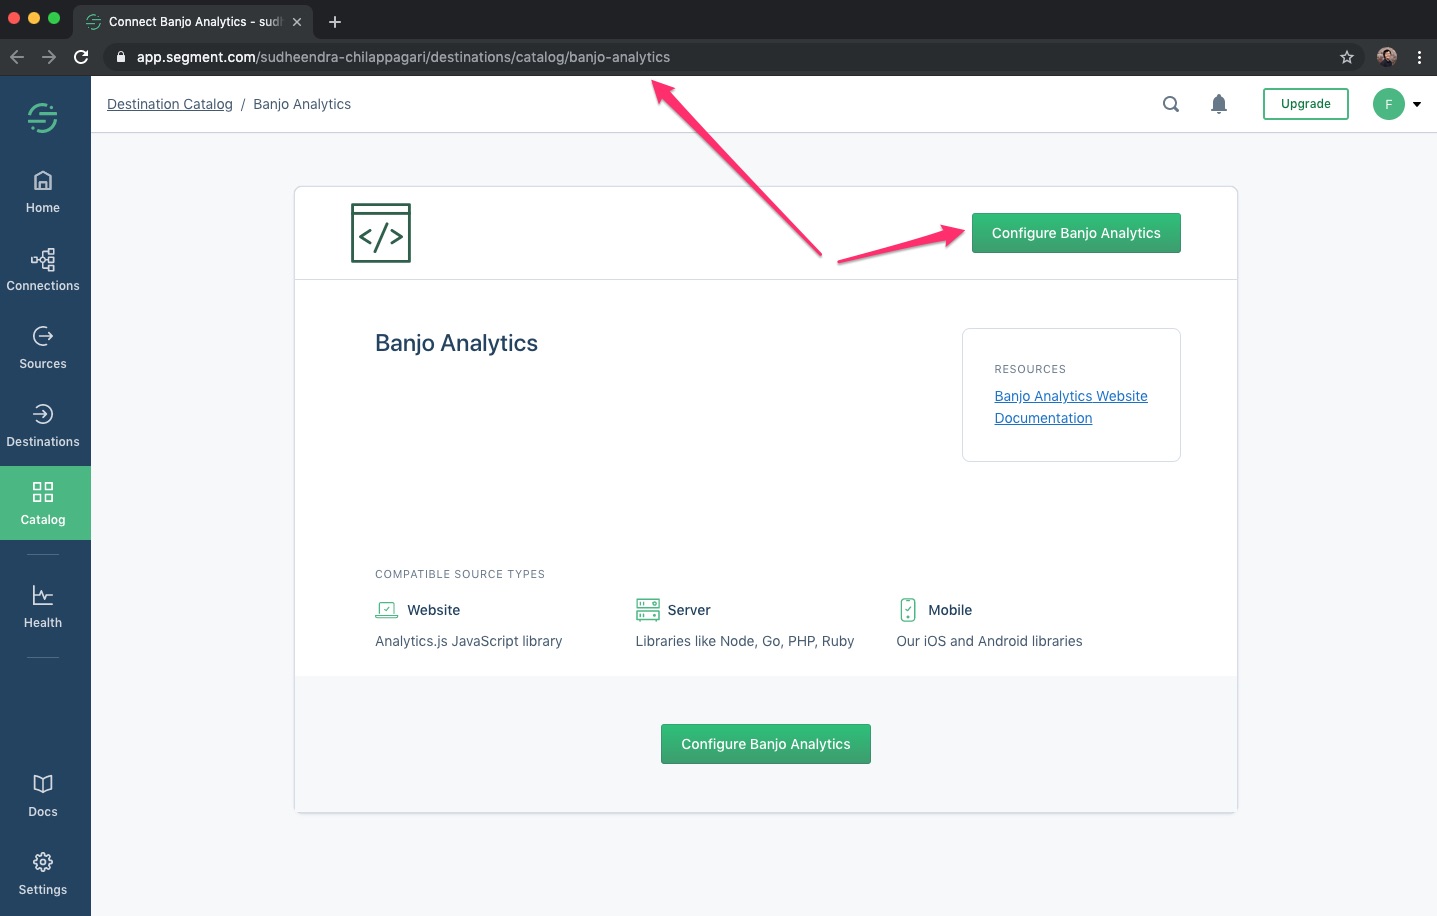 Connect Banjo Analytics - sudh
app.segment.com/sudheendra-chilappagari/destinations/catalog/banjo-analytics
Destination Catalog / Banjo Analytics
Upgrade
F
Home
Connections
Sources
Destinations
Catalog
Health
Docs
Settings
</>
Configure Banjo Analytics
Banjo Analytics
RESOURCES
Banjo Analytics Website
Documentation
COMPATIBLE SOURCE TYPES
Website
Analytics.js JavaScript library
Server
Libraries like Node, Go, PHP, Ruby
Mobile
Our iOS and Android libraries
Configure Banjo Analytics